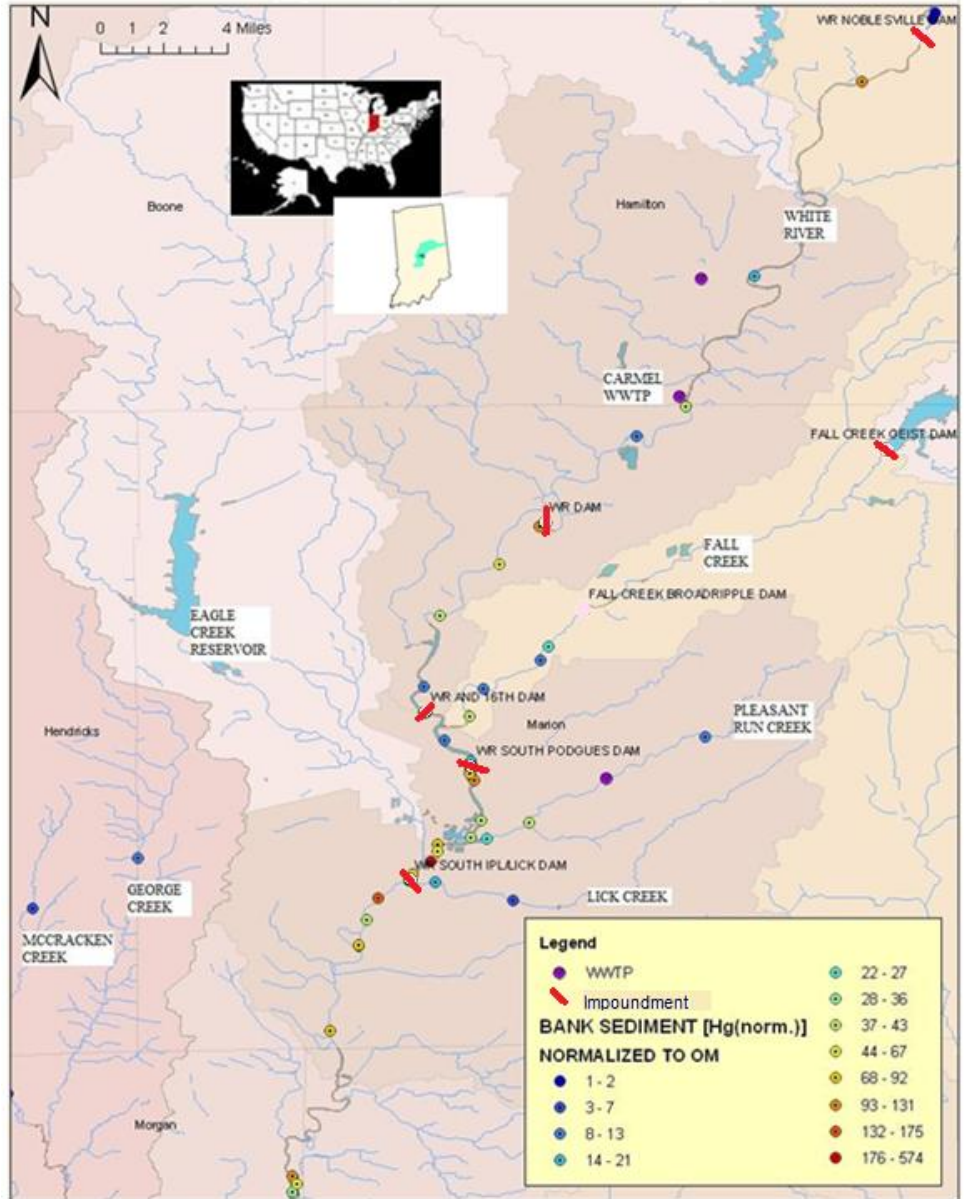 N
0 1 2 4 Miles
WR NOBLESVILLE DAM
Boone
Hamilton
WHITE
RIVER
CARMEL
WWTP
FALL CREEK GEIST DAM
WR DAM
FALL
CREEK
FALL CREEK BROADRIPPLE DAM
EAGLE
CREEK
RESERVOIR
WR AND 16TH DAM
Marion
PLEASANT
RUN CREEK
Hendricks
WR SOUTH PODGUES DAM
WR SOUTH IPL/LICK DAM
GEORGE
CREEK
LICK CREEK
MCCRACKEN
CREEK
Morgan
Legend
WWTP
Impoundment
BANK SEDIMENT [Hg(norm.)]
NORMALIZED TO OM
1 - 2
3 - 7
8 - 13
14 - 21
22 - 27
28 - 36
37 - 43
44 - 67
68 - 92
93 - 131
132 - 175
176 - 574